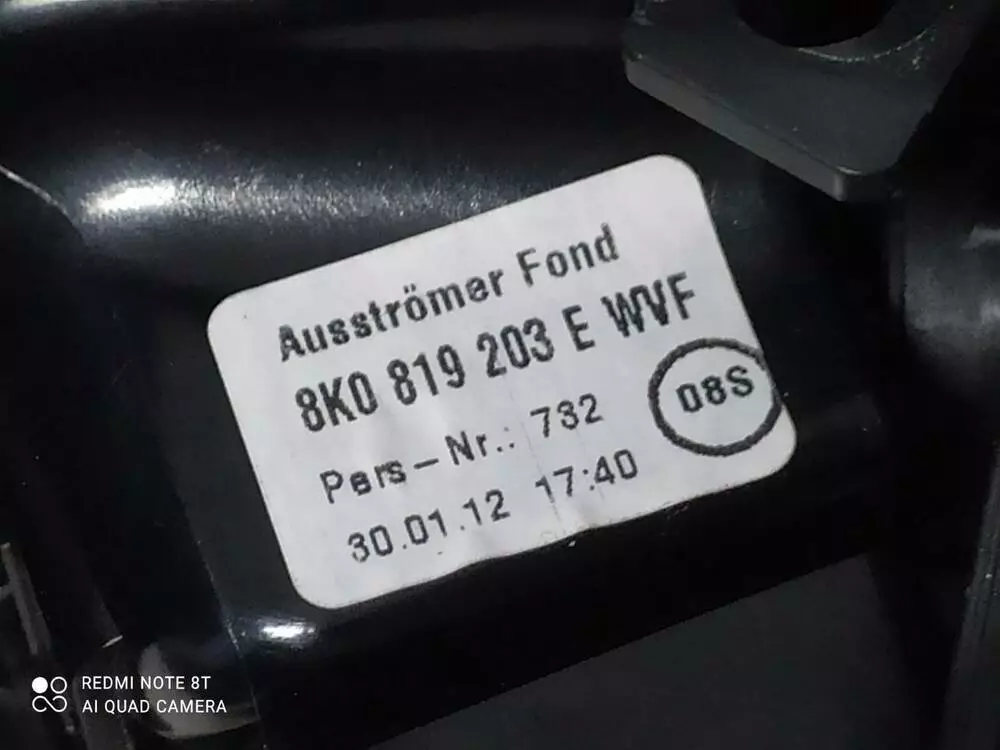 Ausströmer Fond
8K0 819 203 E WVF
08S
Pers-Nr.: 732
30.01.12 17:40
REDMI NOTE 8T
AI QUAD CAMERA